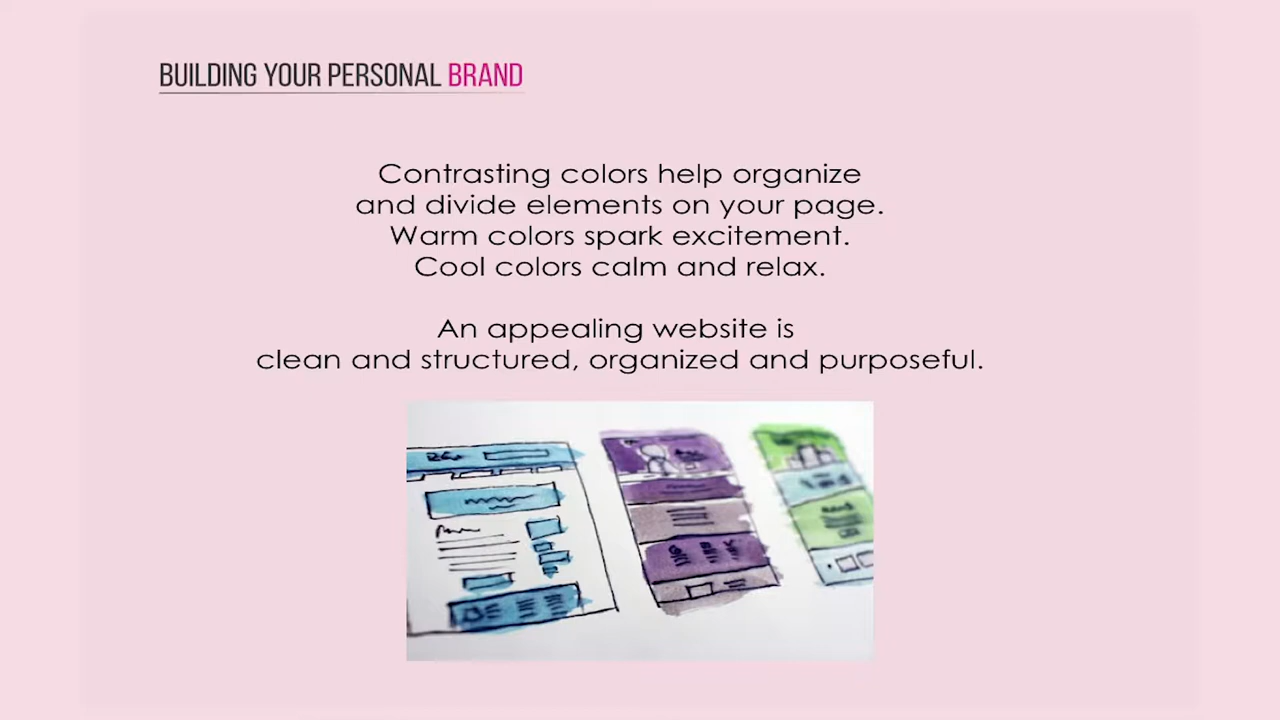 BUILDING YOUR PERSONAL BRAND
Contrasting colors help organize
and divide elements on your page.
Warm colors spark excitement.
Cool colors calm and relax.
An appealing website is
clean and structured, organized and purposeful.